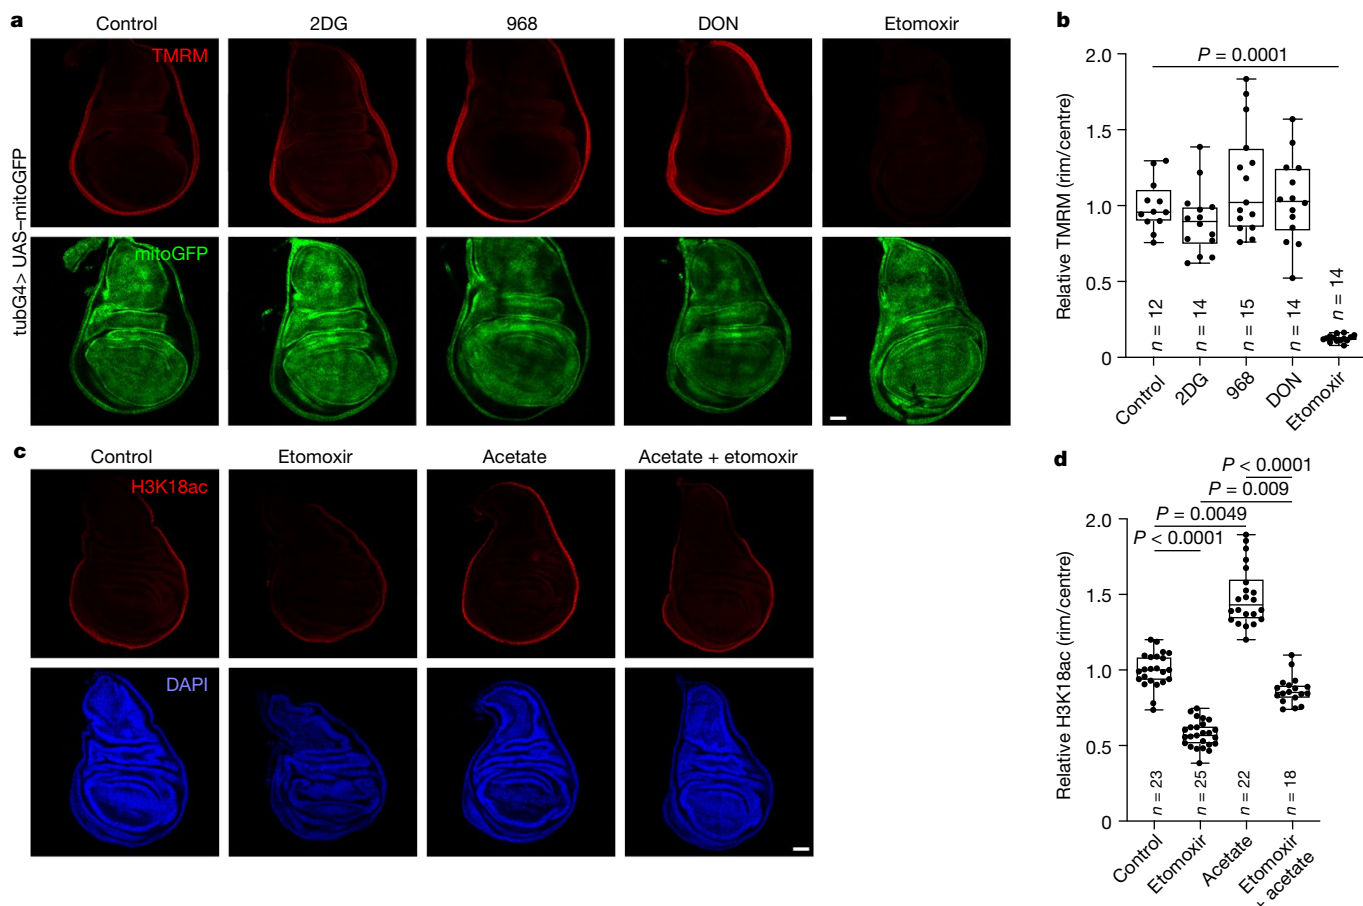 a
Control
2DG
968
DON
Etomoxir
TMRM
mitoGFP
tubG4> UAS–mitoGFP
b
P = 0.0001
2.0
1.5
1.0
0.5
0
Relative TMRM (rim/centre)
n = 12
n = 14
n = 15
n = 14
n = 14
Control
2DG
968
DON
Etomoxir
c
Control
Etomoxir
Acetate
Acetate + etomoxir
H3K18ac
DAPI
d
P < 0.0001
P = 0.009
P = 0.0049
P < 0.0001
2.0
1.5
1.0
0.5
0
Relative H3K18ac (rim/centre)
n = 23
n = 25
n = 22
n = 18
Control
Etomoxir
Acetate
Etomoxir
+ acetate